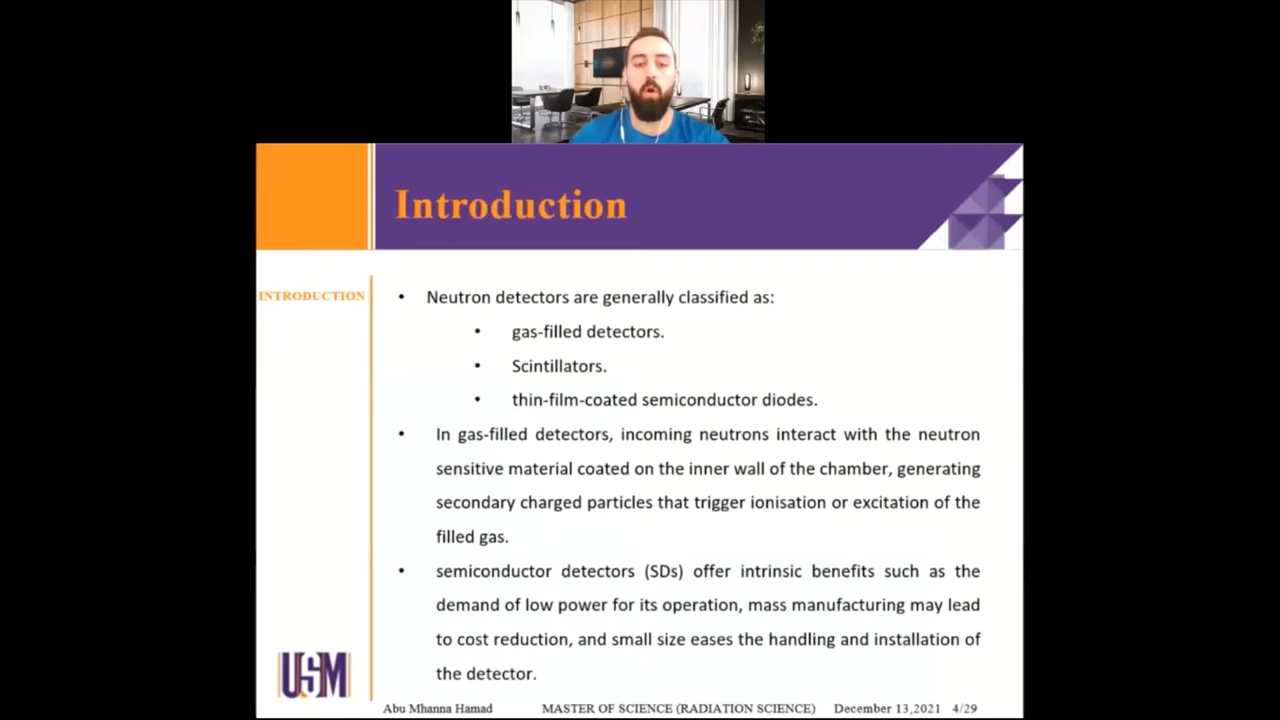 Introduction
INTRODUCTION
• Neutron detectors are generally classified as:
• gas-filled detectors.
• Scintillators.
• thin-film-coated semiconductor diodes.
• In gas-filled detectors, incoming neutrons interact with the neutron
sensitive material coated on the inner wall of the chamber, generating
secondary charged particles that trigger ionisation or excitation of the
filled gas.
• semiconductor detectors (SDs) offer intrinsic benefits such as the
demand of low power for its operation, mass manufacturing may lead
to cost reduction, and small size eases the handling and installation of
the detector.
USM
Abu Mhanna Hamad MASTER OF SCIENCE (RADIATION SCIENCE) December 13,2021 4/29